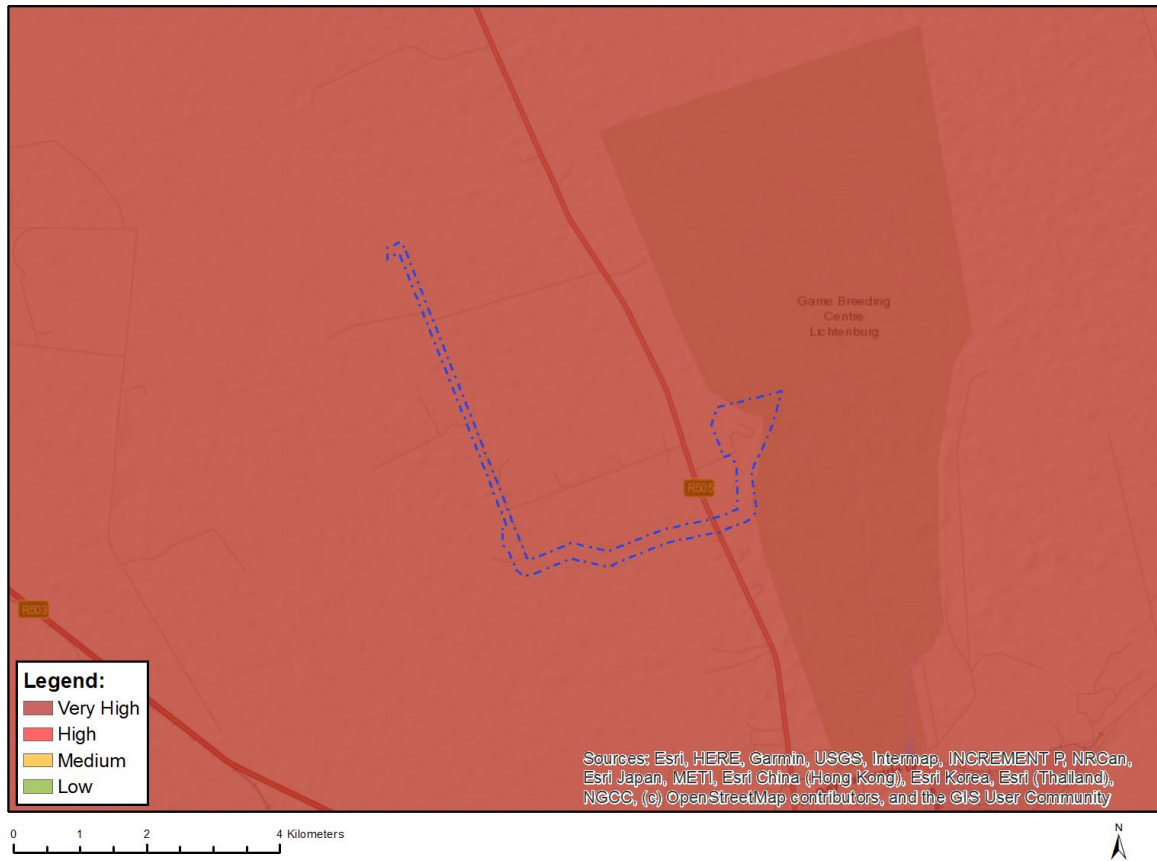 Game Breeding
Centre
Lichtenburg
R505
R503
Legend:
Very High
High
Medium
Low
Sources: Esri, HERE, Garmin, USGS, Intermap, INCREMENT P, NRCan,
Esri Japan, METI, Esri China (Hong Kong), Esri Korea, Esri (Thailand),
NGCC, (c) OpenStreetMap contributors, and the GIS User Community
0 1 2 4 Kilometers
N